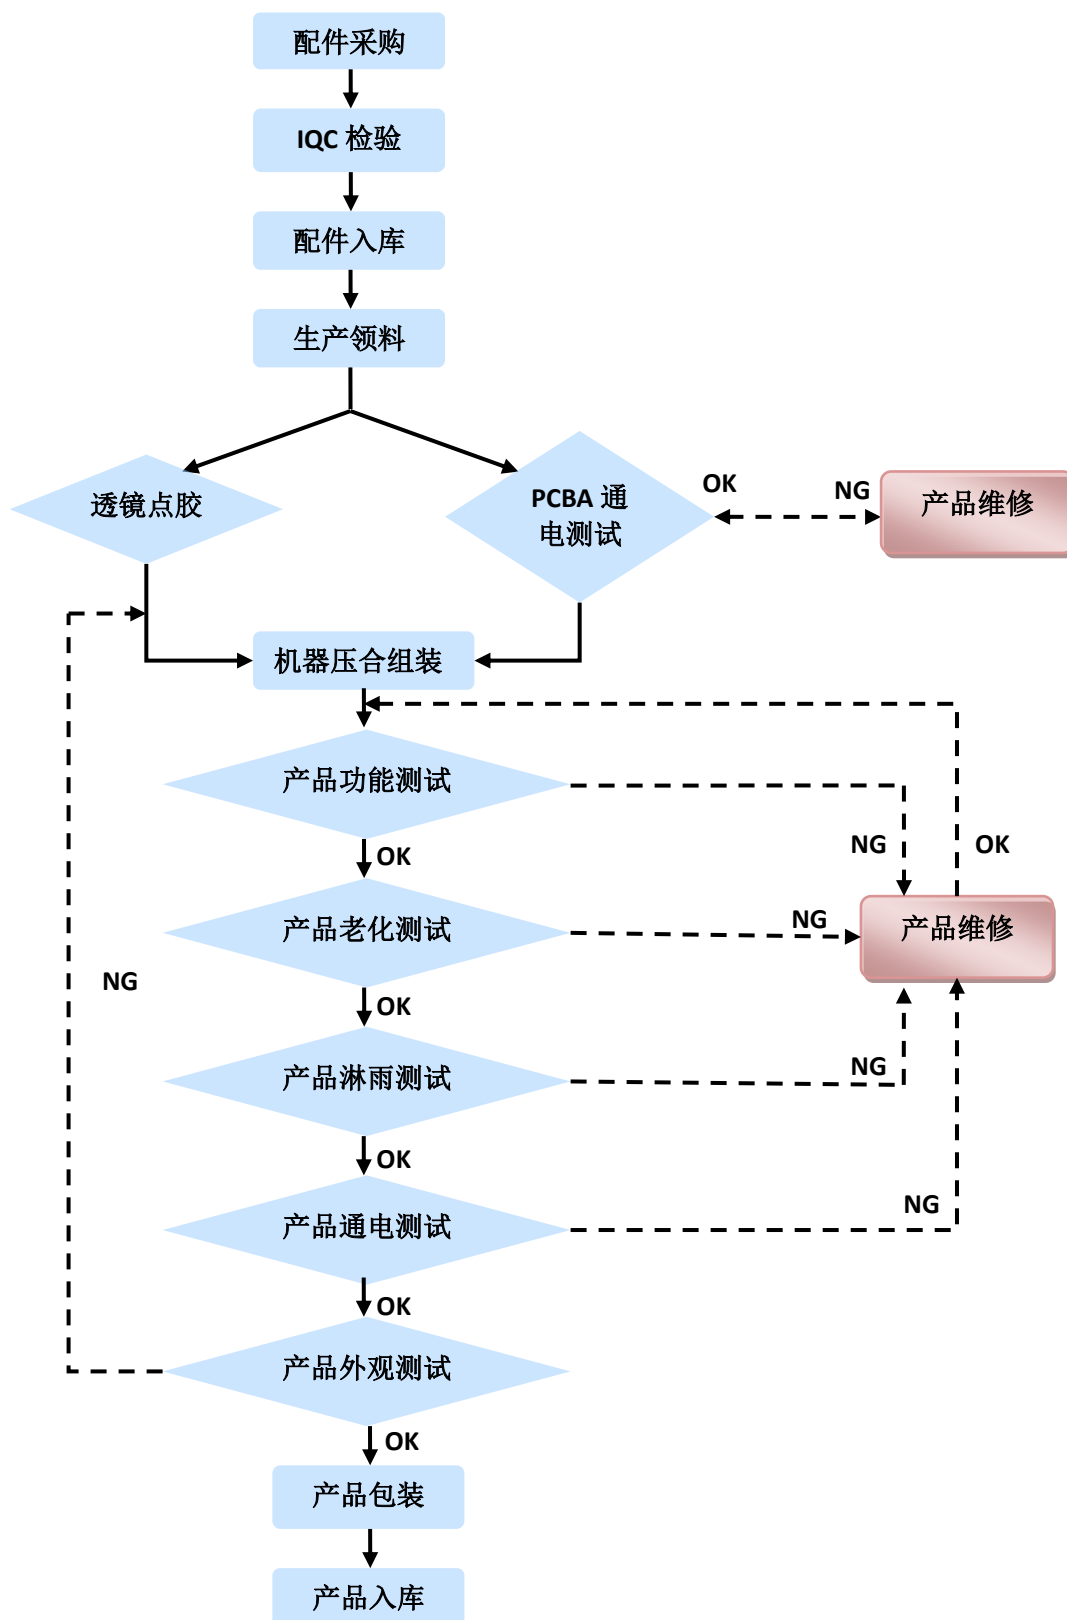 配件采购
IQC 检验
配件入库
生产领料
透镜点胶
PCBA 通
电测试
OK
NG
产品维修
机器压合组装
产品功能测试
NG
OK
OK
产品老化测试
NG
产品维修
NG
OK
产品淋雨测试
NG
OK
产品通电测试
NG
OK
产品外观测试
OK
产品包装
产品入库